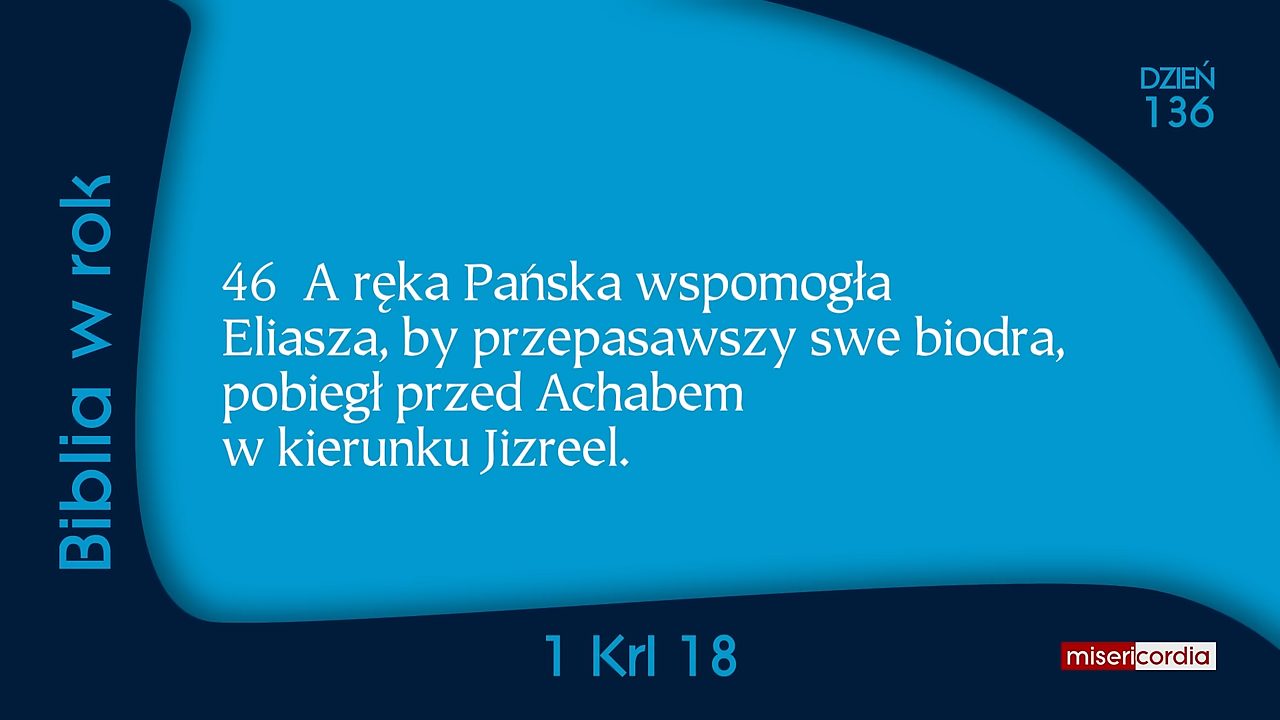 DZIEŃ
136
Biblia w rok
46 A ręka Pańska wspomogła
Eliasza, by przepasawszy swe biodra,
pobiegł przed Achabem
w kierunku Jizreel.
1 Krl 18
misericordia